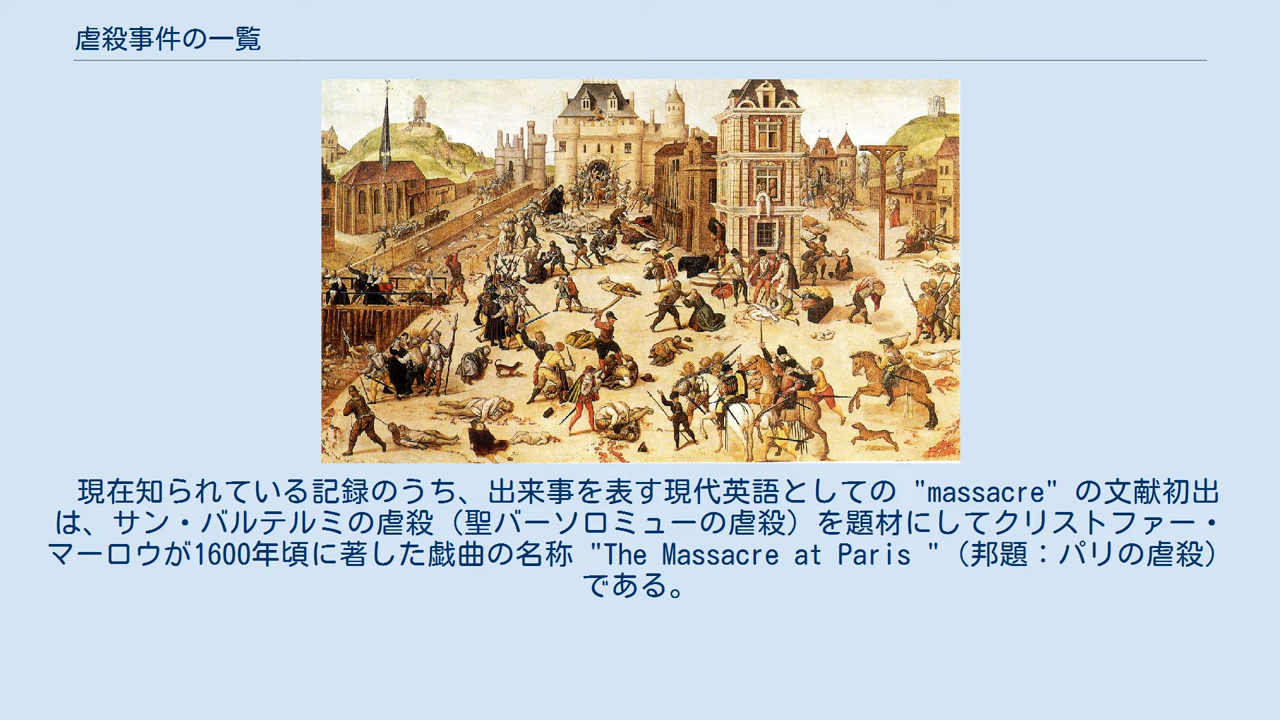 虐殺事件の一覧
現在知られている記録のうち、出来事を表す現代英語としての "massacre" の文献初出
は、サン・バルテルミの虐殺（聖バーソロミューの虐殺）を題材にしてクリストファー・
マーロウが1600年頃に著した戯曲の名称 "The Massacre at Paris "（邦題：パリの虐殺）
である。